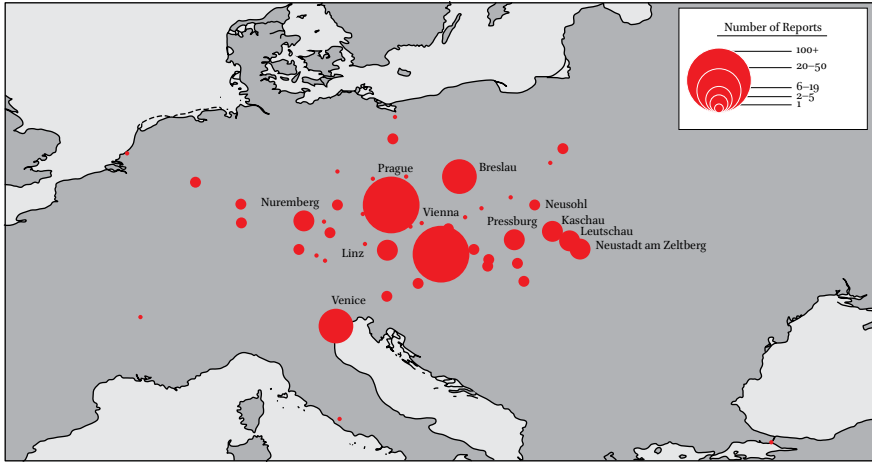 Number of Reports
100+
20–50
6–19
2–5
1
Prague
Breslau
Nuremberg
Vienna
Neusohl
Pressburg
Kaschau
Leutschau
Linz
Neustadt am Zeltberg
Venice